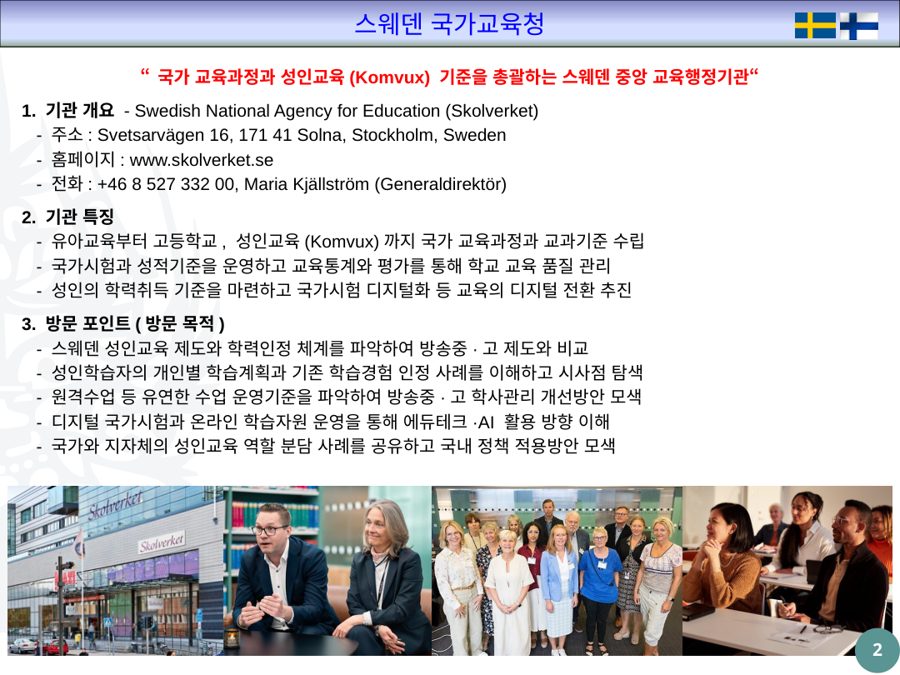 스웨덴 국가교육청
“ 국가 교육과정과 성인교육 (Komvux) 기준을 총괄하는 스웨덴 중앙 교육행정기관“
1. 기관 개요 - Swedish National Agency for Education (Skolverket)
- 주소 : Svetsarvägen 16, 171 41 Solna, Stockholm, Sweden
- 홈페이지 : www.skolverket.se
- 전화 : +46 8 527 332 00, Maria Kjällström (Generaldirektör)
2. 기관 특징
- 유아교육부터 고등학교 , 성인교육 (Komvux) 까지 국가 교육과정과 교과기준 수립
- 국가시험과 성적기준을 운영하고 교육통계와 평가를 통해 학교 교육 품질 관리
- 성인의 학력취득 기준을 마련하고 국가시험 디지털화 등 교육의 디지털 전환 추진
3. 방문 포인트 ( 방문 목적 )
- 스웨덴 성인교육 제도와 학력인정 체계를 파악하여 방송중 · 고 제도와 비교
- 성인학습자의 개인별 학습계획과 기존 학습경험 인정 사례를 이해하고 시사점 탐색
- 원격수업 등 유연한 수업 운영기준을 파악하여 방송중 · 고 학사관리 개선방안 모색
- 디지털 국가시험과 온라인 학습자원 운영을 통해 에듀테크 ·AI 활용 방향 이해
- 국가와 지자체의 성인교육 역할 분담 사례를 공유하고 국내 정책 적용방안 모색
Skolverket
Skolverket
2